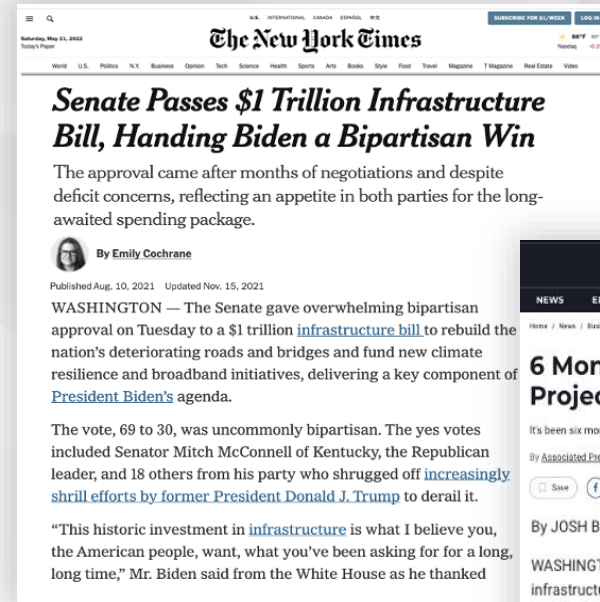 U.S. INTERNATIONAL CANADA ESPAÑOL 中文
SUBSCRIBE FOR $1/WEEK LOG IN
Saturday, May 21, 2022
Today's Paper
The New York Times
88°F
Nasdaq
World U.S. Politics N.Y. Business Opinion Tech Science Health Sports Arts Books Style Food Travel Magazine T Magazine Real Estate Video
Senate Passes $1 Trillion Infrastructure
Bill, Handing Biden a Bipartisan Win
The approval came after months of negotiations and despite
deficit concerns, reflecting an appetite in both parties for the long-
awaited spending package.
By Emily Cochrane
Published Aug. 10, 2021 Updated Nov. 15, 2021
WASHINGTON — The Senate gave overwhelming bipartisan
approval on Tuesday to a $1 trillion infrastructure bill to rebuild the
nation's deteriorating roads and bridges and fund new climate
resilience and broadband initiatives, delivering a key component of
President Biden's agenda.
The vote, 69 to 30, was uncommonly bipartisan. The yes votes
included Senator Mitch McConnell of Kentucky, the Republican
leader, and 18 others from his party who shrugged off increasingly
shrill efforts by former President Donald J. Trump to derail it.
“This historic investment in infrastructure is what I believe you,
the American people, want, what you've been asking for for a long,
long time,” Mr. Biden said from the White House as he thanked
NEWS
Home / News /
6 Mon
Projec
It's been six mo
By Associated Pre
Save
By JOSH B
WASHINGT
infrastructu